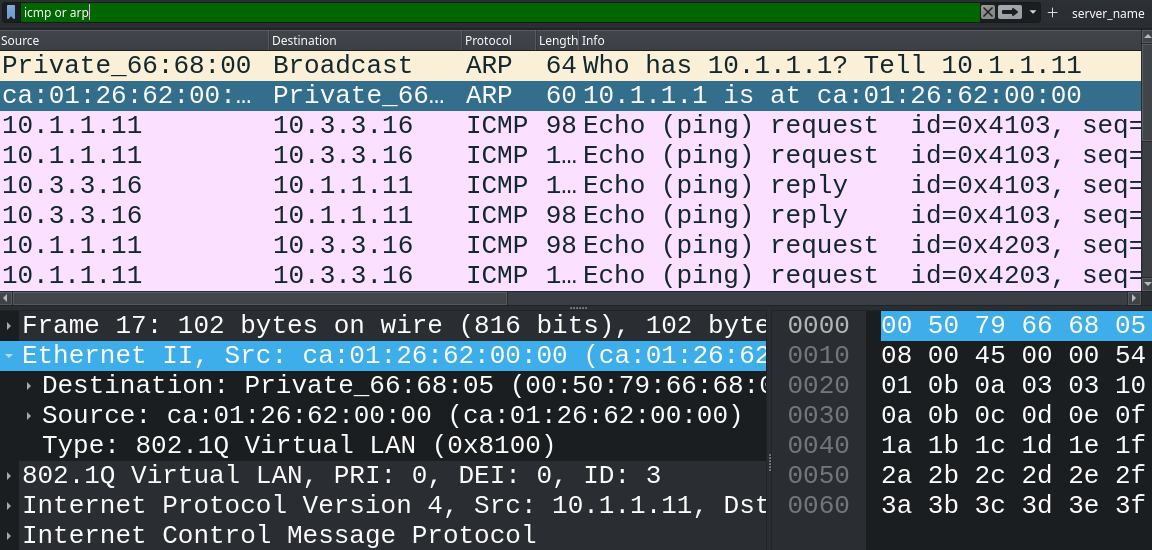 icmp or arp
server_name
Source Destination Protocol Length Info
Private_66:68:00 Broadcast ARP 64 Who has 10.1.1.1? Tell 10.1.1.11
ca:01:26:62:00:… Private_66… ARP 60 10.1.1.1 is at ca:01:26:62:00:00
10.1.1.11 10.3.3.16 ICMP 98 Echo (ping) request id=0x4103, seq=
10.1.1.11 10.3.3.16 ICMP 1… Echo (ping) request id=0x4103, seq=
10.3.3.16 10.1.1.11 ICMP 1… Echo (ping) reply id=0x4103, seq=
10.3.3.16 10.1.1.11 ICMP 98 Echo (ping) reply id=0x4103, seq=
10.1.1.11 10.3.3.16 ICMP 98 Echo (ping) request id=0x4203, seq=
10.1.1.11 10.3.3.16 ICMP 1… Echo (ping) request id=0x4203, seq=
Frame 17: 102 bytes on wire (816 bits), 102 byte
Ethernet II, Src: ca:01:26:62:00:00 (ca:01:26:62
Destination: Private_66:68:05 (00:50:79:66:68:0
Source: ca:01:26:62:00:00 (ca:01:26:62:00:00)
Type: 802.1Q Virtual LAN (0x8100)
802.1Q Virtual LAN, PRI: 0, DEI: 0, ID: 3
Internet Protocol Version 4, Src: 10.1.1.11, Dst
Internet Control Message Protocol
0000 00 50 79 66 68 05
0010 08 00 45 00 00 54
0020 01 0b 0a 03 03 10
0030 0a 0b 0c 0d 0e 0f
0040 1a 1b 1c 1d 1e 1f
0050 2a 2b 2c 2d 2e 2f
0060 3a 3b 3c 3d 3e 3f